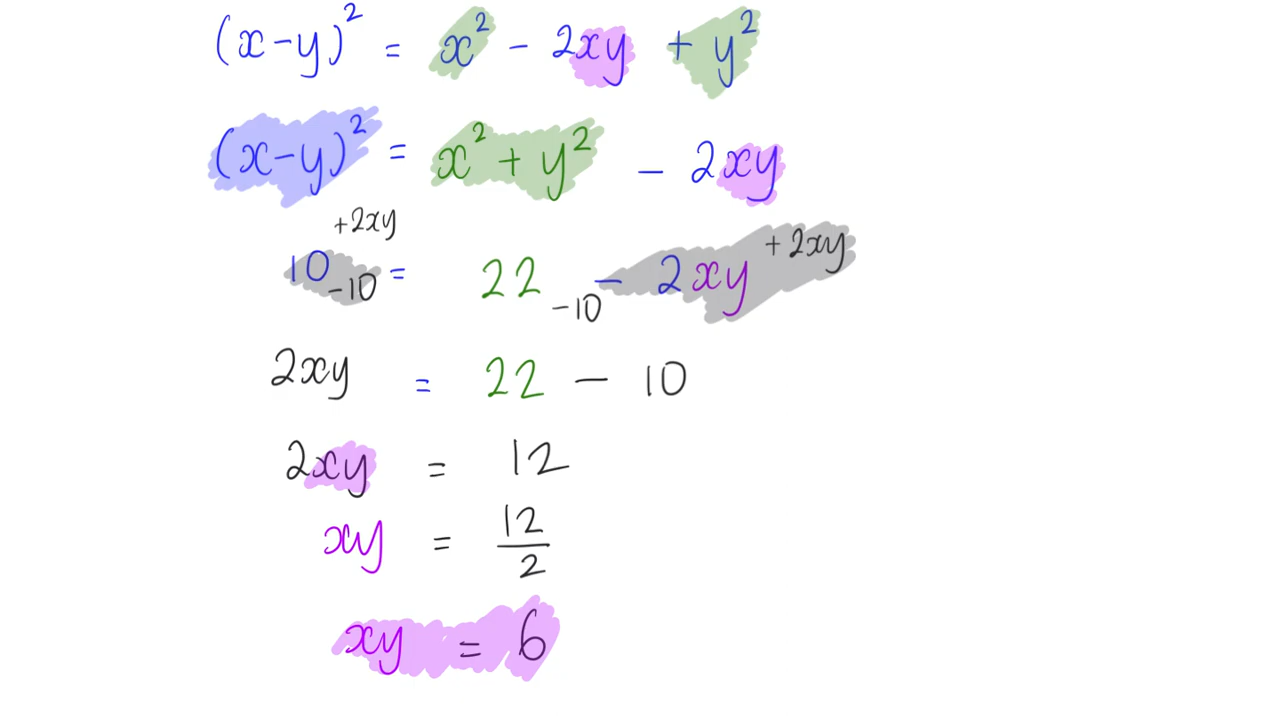 (x-y)² = x² - 2xy + y²
(x-y)² = x² + y² - 2xy
+2xy +2xy
10 = 22 - 2xy
-10 -10
2xy = 22 - 10
2xy = 12
xy = 12/2
xy = 6